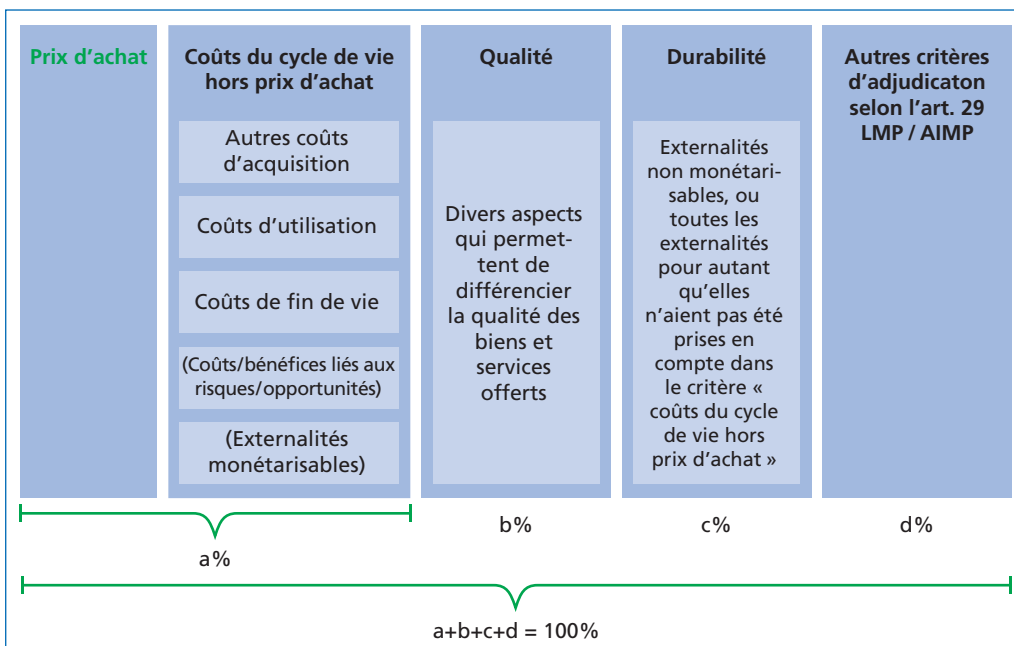 Prix d'achat
Coûts du cycle de vie
hors prix d'achat
Autres coûts
d'acquisition
Coûts d'utilisation
Coûts de fin de vie
(Coûts/bénéfices liés aux
risques/opportunités)
(Externalités
monétarisables)
Qualité
Divers aspects
qui permet-
tent de
différencier
la qualité des
biens et
services
offerts
Durabilité
Externalités
non monétari-
sables, ou
toutes les
externalités
pour autant
qu'elles
n'aient pas été
prises en
compte dans
le critère «
coûts du cycle
de vie hors
prix d'achat »
Autres critères
d'adjudicaton
selon l'art. 29
LMP / AIMP
a%
b%
c%
d%
a+b+c+d = 100%